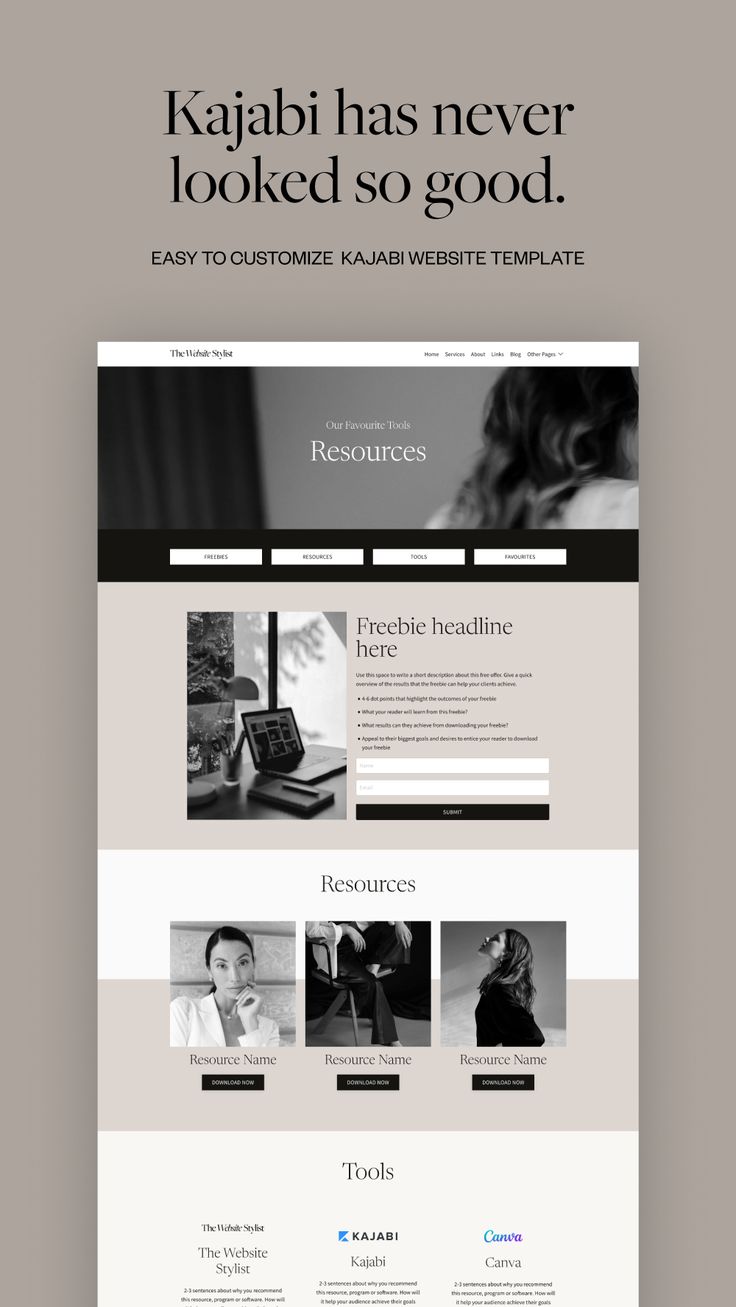 Kajabi has never
looked so good.
EASY TO CUSTOMIZE KAJABI WEBSITE TEMPLATE
The Website Stylist
Home Services About Links Blog Other Pages
Our Favourite Tools
Resources
FREEBIES RESOURCES TOOLS FAVOURITES
Freebie headline
here
Use this space to write a short description about this free offer. Give a quick
overview of the results that the freebie can help your clients achieve.
• 4-6 dot points that highlight the outcomes of your freebie
• What your reader will learn from this freebie?
• What results can they achieve from downloading your freebie?
• Appeal to their biggest goals and desires to entice your reader to download
your freebie
Name
Email
SUBMIT
Resources
Resource Name Resource Name Resource Name
DOWNLOAD NOW DOWNLOAD NOW DOWNLOAD NOW
Tools
The Website Stylist
KAJABI
Canva
The Website
Stylist
Kajabi
Canva
2-3 sentences about why you recommend
this resource, program or software. How will
it help your audience achieve their goals
2-3 sentences about why you recommend
this resource, program or software. How will
it help your audience achieve their goals
2-3 sentences about why you recommend
this resource, program or software. How will
it help your audience achieve their goals